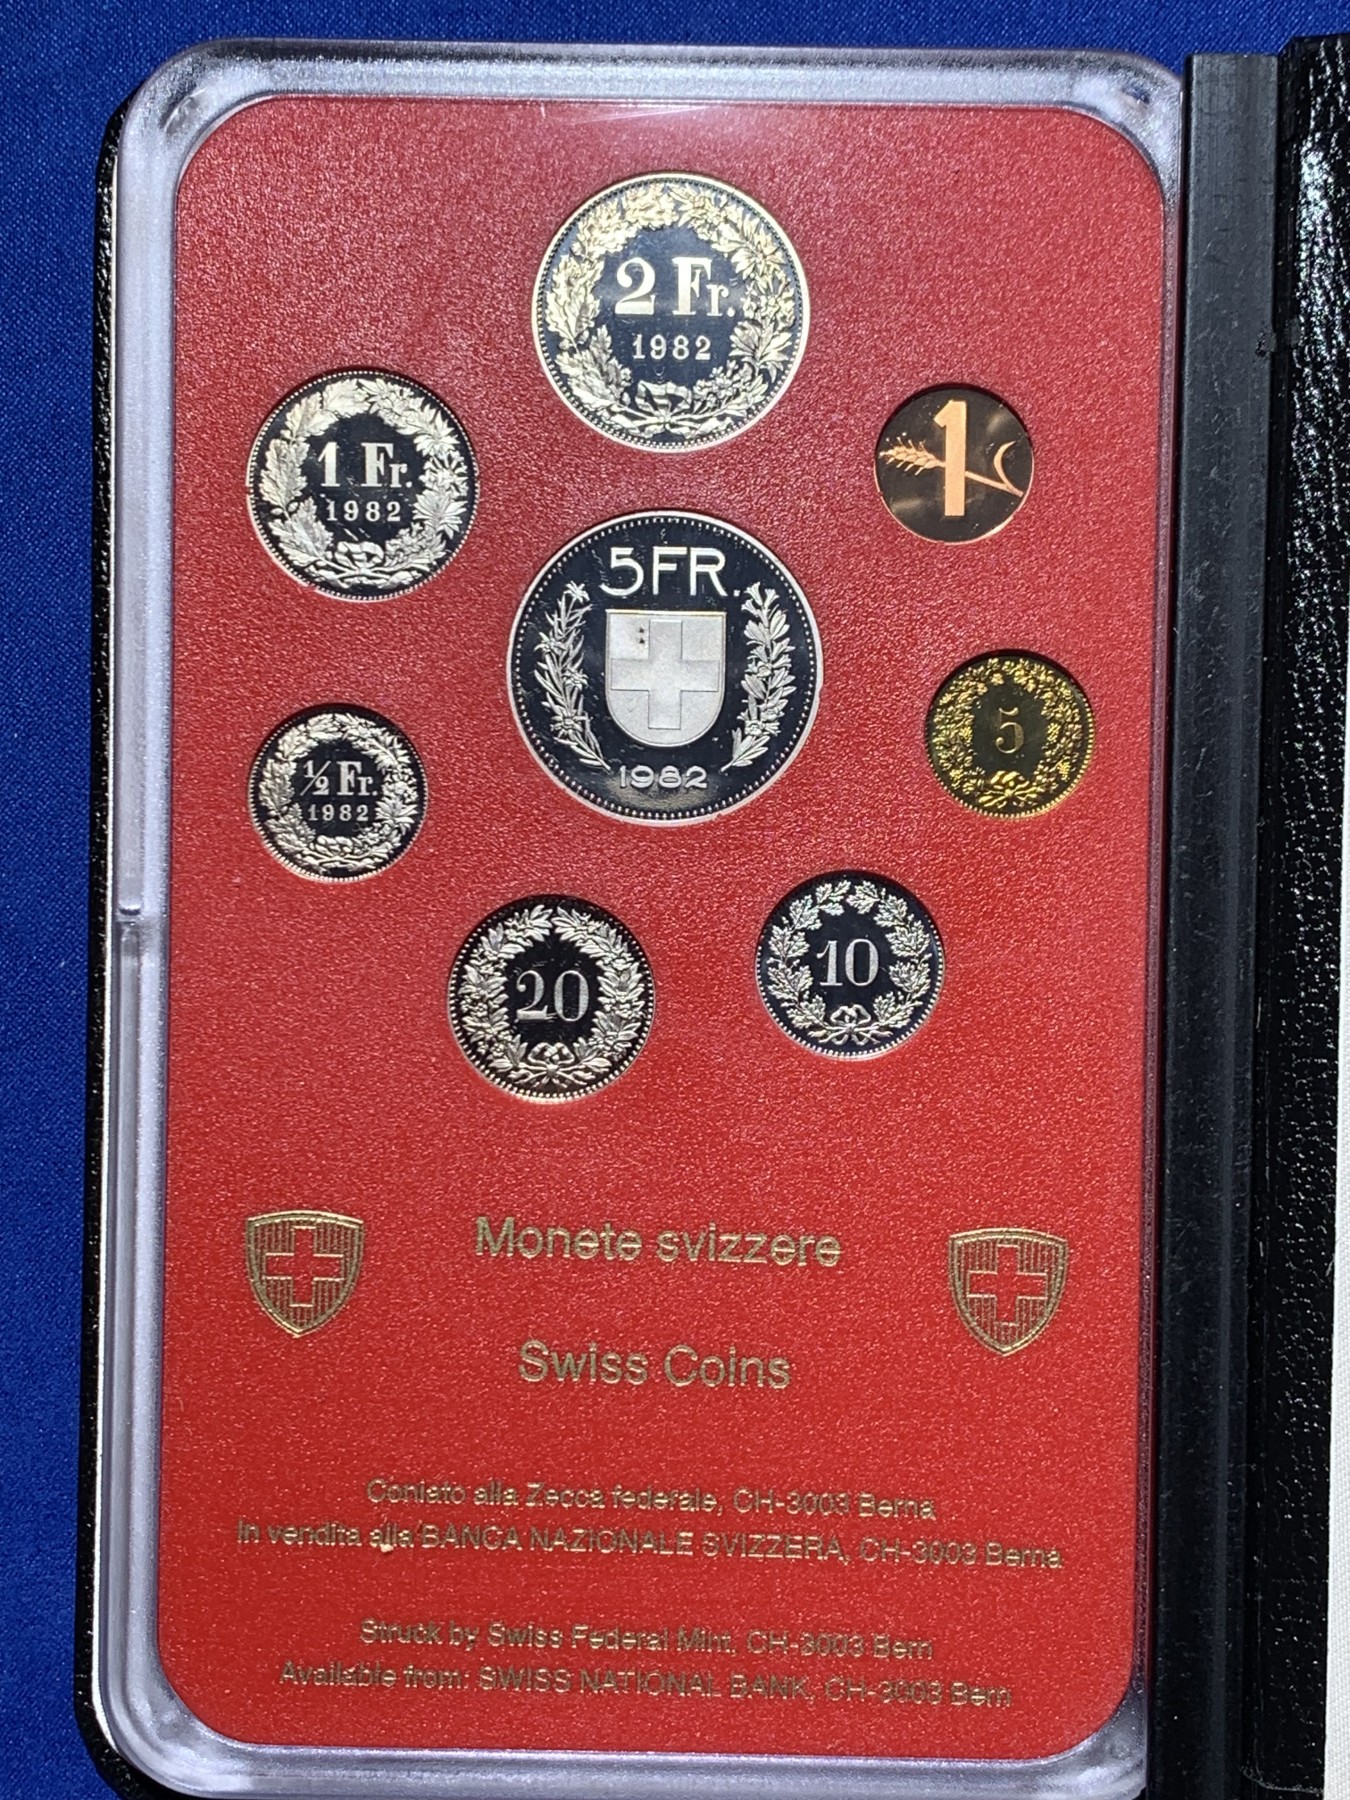 2 Fr.
1982
1 Fr.
1982
1
5 FR.
1982
½ Fr.
1982
5
20
10
Monete svizzere
Swiss Coins
Coniato alla Zecca federale, CH-3003 Berna
In vendita alla BANCA NAZIONALE SVIZZERA, CH-3003 Berna
Struck by Swiss Federal Mint, CH-3003 Bern
Available from: SWISS NATIONAL BANK, CH-3003 Bern